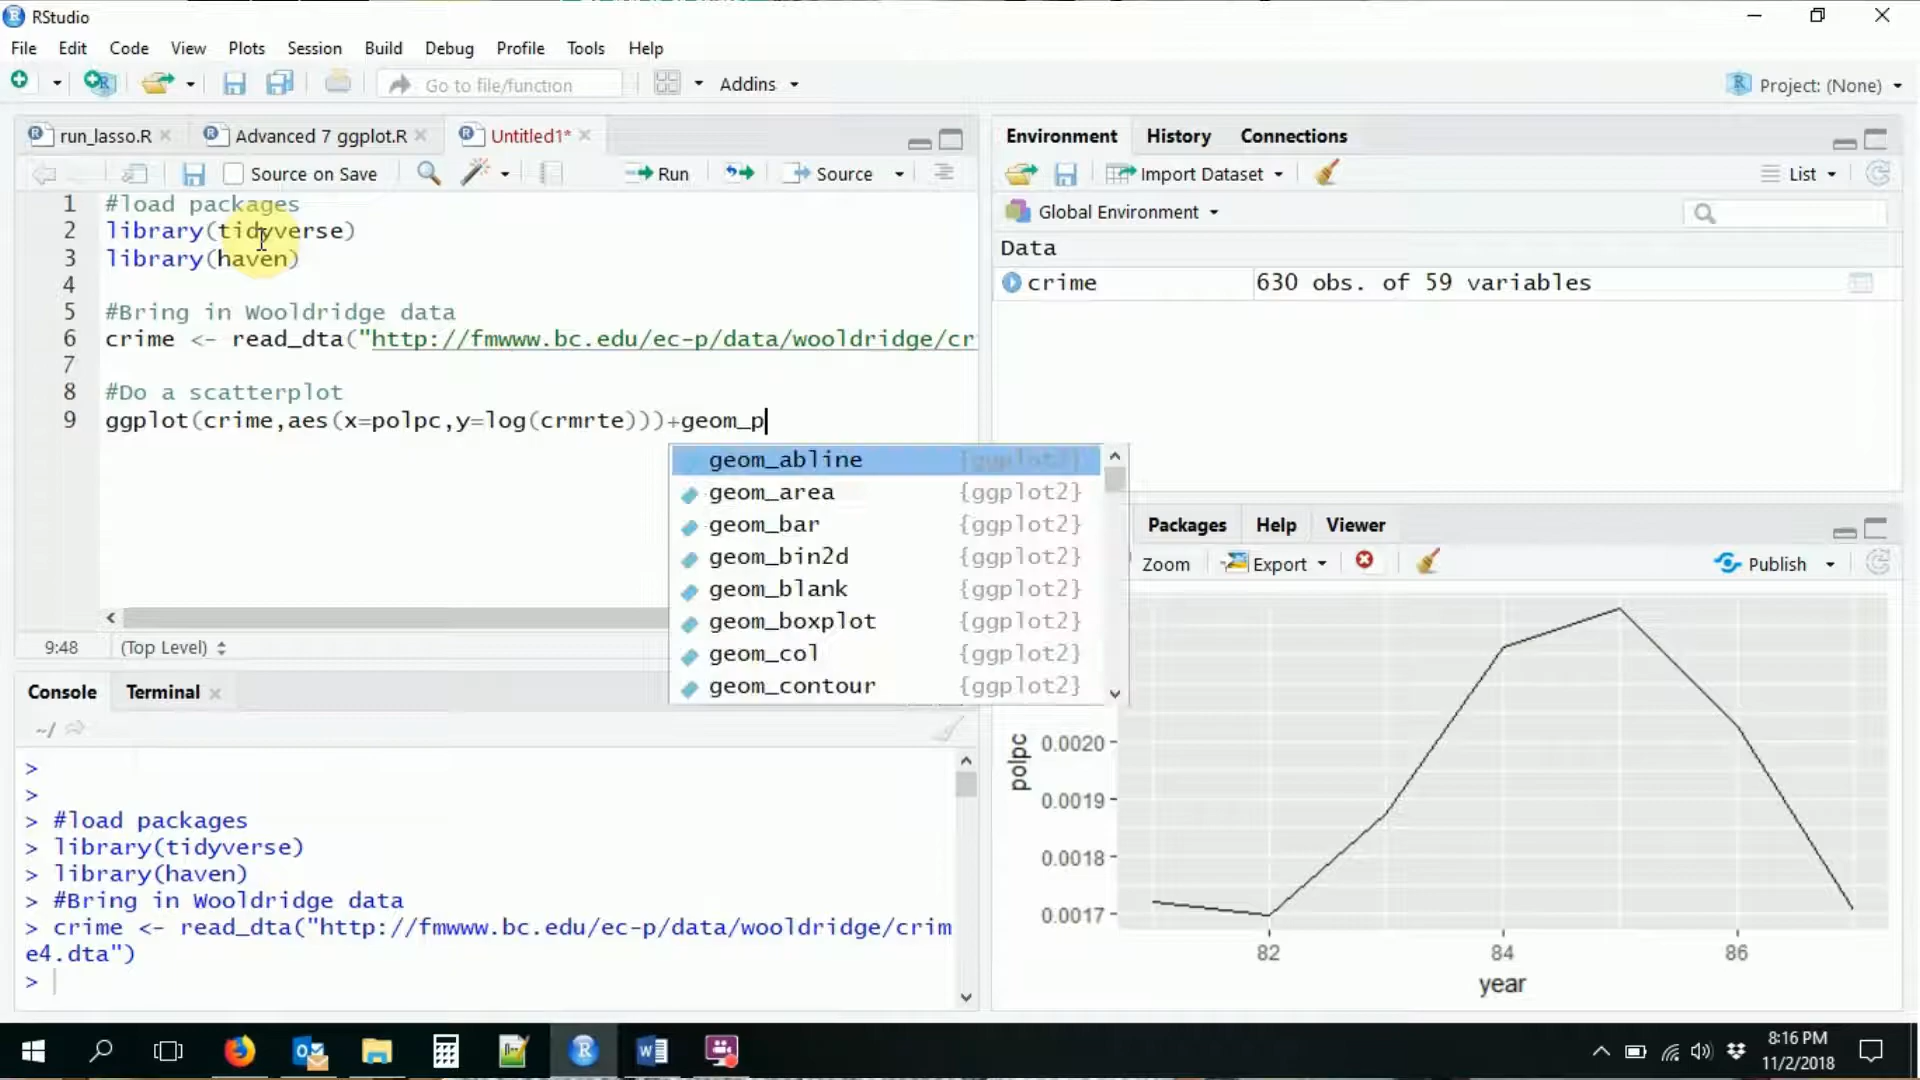 RStudio
File Edit Code View Plots Session Build Debug Profile Tools Help
Go to file/function Addins Project: (None)
run_lasso.R Advanced 7 ggplot.R Untitled1*
Source on Save Run Source
1 #load packages
2 library(tidyverse)
3 library(haven)
4
5 #Bring in Wooldridge data
6 crime <- read_dta("http://fmwww.bc.edu/ec-p/data/wooldridge/cr
7
8 #Do a scatterplot
9 ggplot(crime,aes(x=polpc,y=log(crmrte)))+geom_p
geom_abline {ggplot2}
geom_area {ggplot2}
geom_bar {ggplot2}
geom_bin2d {ggplot2}
geom_blank {ggplot2}
geom_boxplot {ggplot2}
geom_col {ggplot2}
geom_contour {ggplot2}
9:48 (Top Level)
Console Terminal
~/
>
>
> #load packages
> library(tidyverse)
> library(haven)
> #Bring in Wooldridge data
> crime <- read_dta("http://fmwww.bc.edu/ec-p/data/wooldridge/crim
e4.dta")
>
Environment History Connections
Import Dataset List
Global Environment
Data
crime 630 obs. of 59 variables
Packages Help Viewer
Zoom Export Publish
polpc
0.0020
0.0019
0.0018
0.0017
82 84 86
year
8:16 PM
11/2/2018